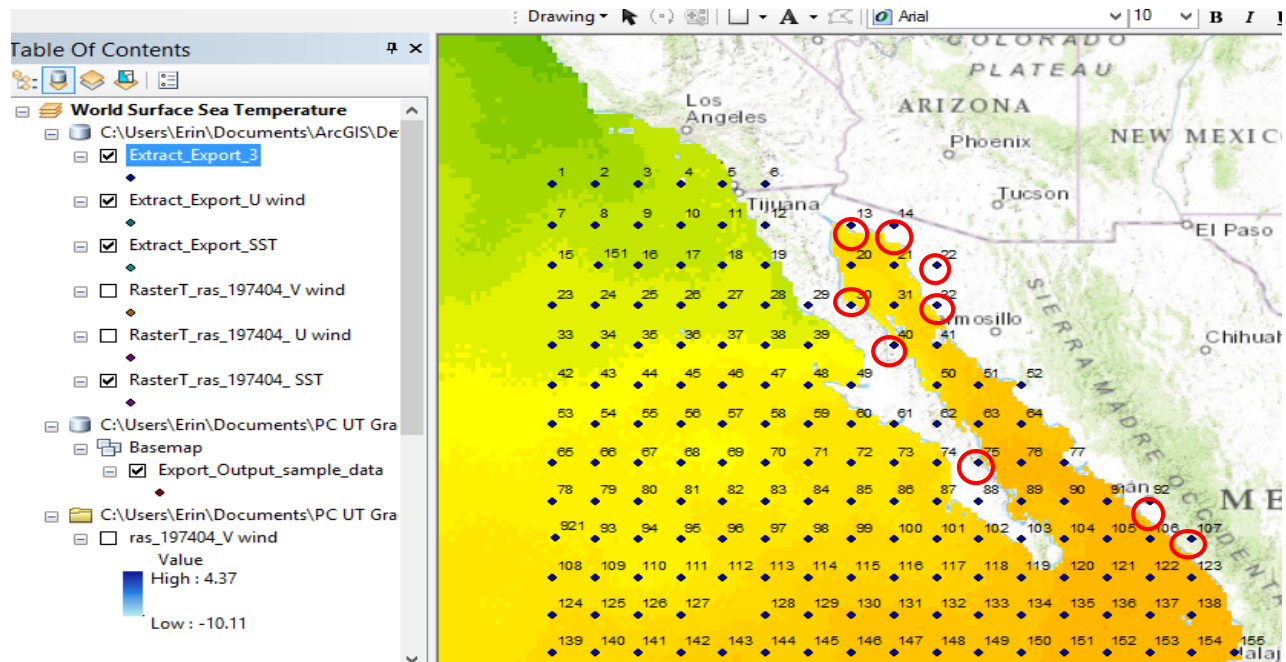 Drawing A Arial 10 B I
Table Of Contents
World Surface Sea Temperature
C:\Users\Erin\Documents\ArcGIS\De
Extract_Export_3
Extract_Export_U wind
Extract_Export_SST
RasterT_ras_197404_V wind
RasterT_ras_197404_ U wind
RasterT_ras_197404_ SST
C:\Users\Erin\Documents\PC UT Gra
Basemap
Export_Output_sample_data
C:\Users\Erin\Documents\PC UT Gra
ras_197404_V wind
Value
High : 4.37
Low : -10.11
COLORADO
PLATEAU
Los
Angeles
ARIZONA
Phoenix
NEW MEXIC
Tucson
Tijuana
El Paso
SIERRA MADRE OCCIDENTA
mosillo
Chihuah
án
ME
alaj
1 2 3 4 5 6
7 8 9 10 11 12 13 14
15 151 16 17 18 19 20 21 22
23 24 25 26 27 28 29 30 31 32
33 34 35 36 37 38 39 40 41
42 43 44 45 46 47 48 49 50 51 52
53 54 55 56 57 58 59 60 61 62 63 64
65 66 67 68 69 70 71 72 73 74 75 76 77
78 79 80 81 82 83 84 85 86 87 88 89 90 91 92
921 93 94 95 96 97 98 99 100 101 102 103 104 105 106 107
108 109 110 111 112 113 114 115 116 117 118 119 120 121 122 123
124 125 126 127 128 129 130 131 132 133 134 135 136 137 138
139 140 141 142 143 144 145 146 147 148 149 150 151 152 153 154 155